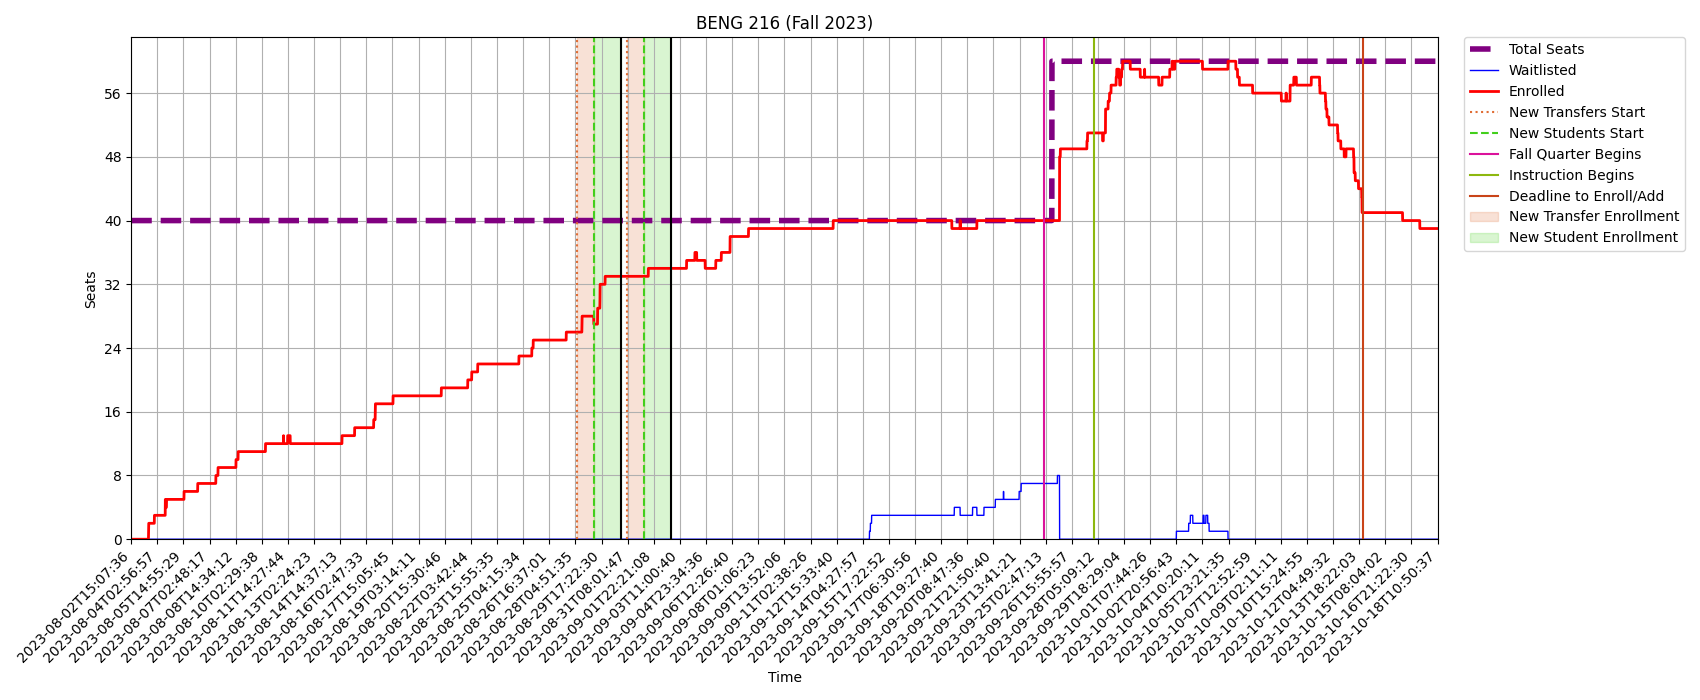 BENG 216 (Fall 2023)
Total Seats
Waitlisted
Enrolled
New Transfers Start
New Students Start
Fall Quarter Begins
Instruction Begins
Deadline to Enroll/Add
New Transfer Enrollment
New Student Enrollment
Seats
56
48
40
32
24
16
8
0
2023-08-02T15:07:36
2023-08-04T02:56:57
2023-08-05T14:55:29
2023-08-07T02:48:17
2023-08-08T14:34:12
2023-08-10T02:29:38
2023-08-11T14:27:44
2023-08-13T02:24:23
2023-08-14T14:37:13
2023-08-16T02:47:33
2023-08-17T15:05:45
2023-08-19T03:14:11
2023-08-20T15:30:46
2023-08-22T03:42:44
2023-08-23T15:55:35
2023-08-25T04:15:34
2023-08-26T16:37:01
2023-08-28T04:51:35
2023-08-29T17:22:30
2023-08-31T08:01:47
2023-09-01T22:21:08
2023-09-03T11:00:40
2023-09-04T23:34:36
2023-09-06T12:26:40
2023-09-08T01:06:23
2023-09-09T13:52:06
2023-09-11T02:38:26
2023-09-12T15:33:40
2023-09-14T04:27:57
2023-09-15T17:22:52
2023-09-17T06:30:56
2023-09-18T19:27:40
2023-09-20T08:47:36
2023-09-21T21:50:40
2023-09-23T13:41:21
2023-09-25T02:47:13
2023-09-26T15:55:57
2023-09-28T05:09:12
2023-09-29T18:29:04
2023-10-01T07:44:26
2023-10-02T20:56:43
2023-10-04T10:20:11
2023-10-05T23:21:35
2023-10-07T12:52:59
2023-10-09T02:11:11
2023-10-10T15:24:55
2023-10-12T04:49:32
2023-10-13T18:22:03
2023-10-15T08:04:02
2023-10-16T21:22:30
2023-10-18T10:50:37
Time